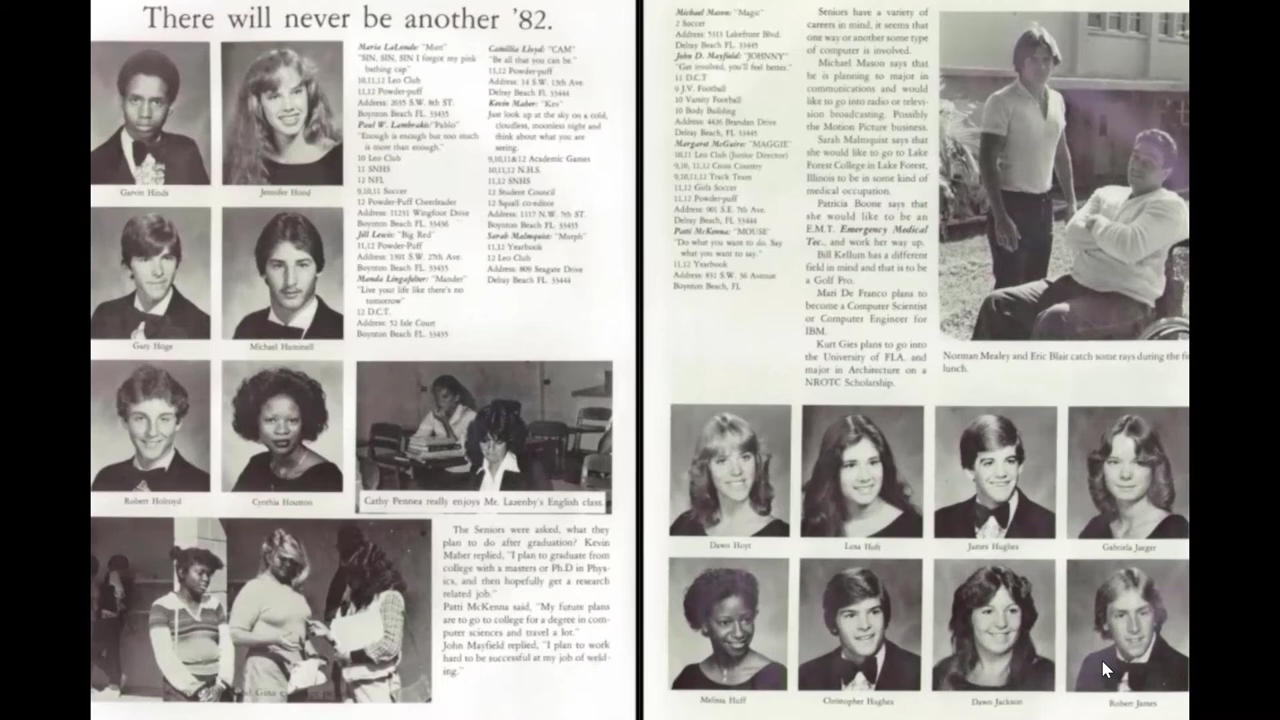 There will never be another '82.
Garvin Hinds
Jennifer Hond
Gary Hoge
Michael Hummell
Robert Holroyd
Cynthia Houston
Maria LaLonde: "Mutt"
"SIN, SIN, SIN I forgot my pink
bathing cap."
10,11,12 Leo Club
11,12 Powder-puff
Address: 2695 S.W. 8th ST.
Boynton Beach FL. 33435
Paul W. Lambrakis "Pablo"
"Enough is enough but too much
is more than enough."
10 Leo Club
11 SNHS
12 NFL
9,10,11 Soccer
12 Powder-Puff Cheerleader
Address: 11231 Wingfoot Drive
Boynton Beach FL. 33436
Jill Lewis: "Big Red"
11,12 Powder-Puff
Address: 1391 S.W. 27th Ave.
Boynton Beach FL. 33435
Manda Lingafelter: "Mander"
"Live your life like there's no
tomorrow"
12 D.C.T.
Address: 52 Isle Court
Boynton Beach FL. 33435
Camillia Lloyd: "CAM"
"Be all that you can be."
11,12 Powder-puff
Address: 14 S.W. 13th Ave.
Delray Beach FL. 33444
Kevin Maher: "Kev"
Just look up at the sky on a cold,
cloudless, moonless night and
think about what you are
seeing.
9,10,11&12 Academic Games
10,11,12 N.H.S.
11,12 SNHS
12 Student Council
12 Squall co-editor
Address: 1117 N.W. 7th ST.
Boynton Beach FL. 33435
Sarah Malmquist: "Murph"
11,12 Yearbook
12 Leo Club
Address: 809 Seagate Drive
Delray Beach FL. 33444
Cathy Pennea really enjoys Mr. Lazenby's English class.
The Seniors were asked, what they
plan to do after graduation? Kevin
Maher replied, "I plan to graduate from
college with a masters or Ph.D in Phys-
ics, and then hopefully get a research
related job."
Patti McKenna said, "My future plans
are to go to college for a degree in com-
puter sciences and travel a lot."
John Mayfield replied, "I plan to work
hard to be successful at my job of weld-
ing."
and Gina
Michael Mason: "Magic"
2 Soccer
Address: 5313 Lakefront Blvd.
Delray Beach FL. 33445
John D. Mayfield: "JOHNNY"
"Get involved, you'll feel better."
11 D.C.T
9 J.V. Football
10 Varsity Football
10 Body Building
Address: 4426 Brandan Drive
Delray Beach, FL. 33445
Margaret McGuire: "MAGGIE"
10,11 Leo Club (Junior Director)
9,10, 11,12 Cross Country
9,10,11,12 Track Team
11,12 Girls Soccer
11,12 Powder-puff
Address: 901 S.E. 7th Ave.
Delray Beach FL. 33444
Patti McKenna: "MOUSE"
"Do what you want to do. Say
what you want to say."
11,12 Yearbook
Address: 831 S.W. 36 Avenue
Boynton Beach, FL
Seniors have a variety of
careers in mind, it seems that
one way or another some type
of computer is involved.
Michael Mason says that
he is planning to major in
communications and would
like to go into radio or televi-
sion broadcasting. Possibly
the Motion Picture business.
Sarah Malmquist says that
she would like to go to Lake
Forest College in Lake Forest,
Illinois to be in some kind of
medical occupation.
Patricia Boone says that
she would like to be an
E.M.T. Emergency Medical
Tec., and work her way up.
Bill Kellum has a different
field in mind and that is to be
a Golf Pro.
Mari De Franco plans to
become a Computer Scientist
or Computer Engineer for
IBM.
Kurt Gies plans to go into
the University of FLA. and
major in Architecture on a
NROTC Scholarship.
Norman Mealey and Eric Blair catch some rays during the
lunch.
Dawn Hoyt
Lena Huft
James Hughes
Gabriela Jaeger
Melissa Huff
Christopher Hughes
Dawn Jackson
Robert James